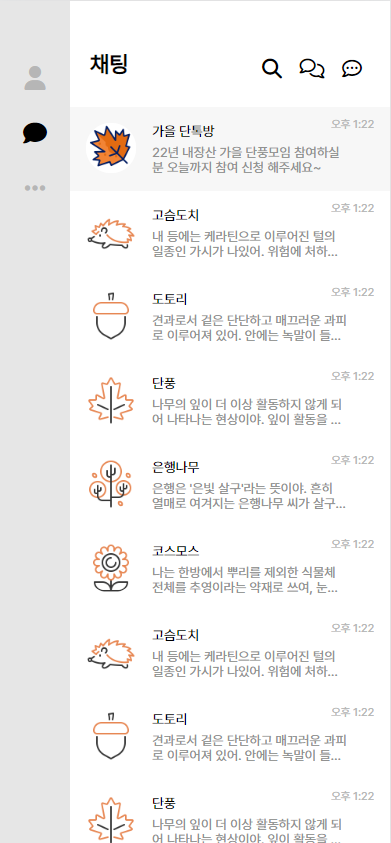 채팅
가을 단톡방
오후 1:22
22년 내장산 가을 단풍모임 참여하실
분 오늘까지 참여 신청 해주세요~
고슴도치
오후 1:22
내 등에는 케라틴으로 이루어진 털의
일종인 가시가 나있어. 위험에 처하...
도토리
오후 1:22
견과로서 겉은 단단하고 매끄러운 과피
로 이루어져 있어. 안에는 녹말이 들...
단풍
오후 1:22
나무의 잎이 더 이상 활동하지 않게 되
어 나타나는 현상이야. 잎이 활동을 ...
은행나무
오후 1:22
은행은 '은빛 살구'라는 뜻이야. 흔히
열매로 여겨지는 은행나무 씨가 살구...
코스모스
오후 1:22
나는 한방에서 뿌리를 제외한 식물체
전체를 추영이라는 약재로 쓰여, 눈...
고슴도치
오후 1:22
내 등에는 케라틴으로 이루어진 털의
일종인 가시가 나있어. 위험에 처하...
도토리
오후 1:22
견과로서 겉은 단단하고 매끄러운 과피
로 이루어져 있어. 안에는 녹말이 들...
단풍
오후 1:22
나무의 잎이 더 이상 활동하지 않게 되
어 나타나는 현상이야. 잎이 활동을 ...